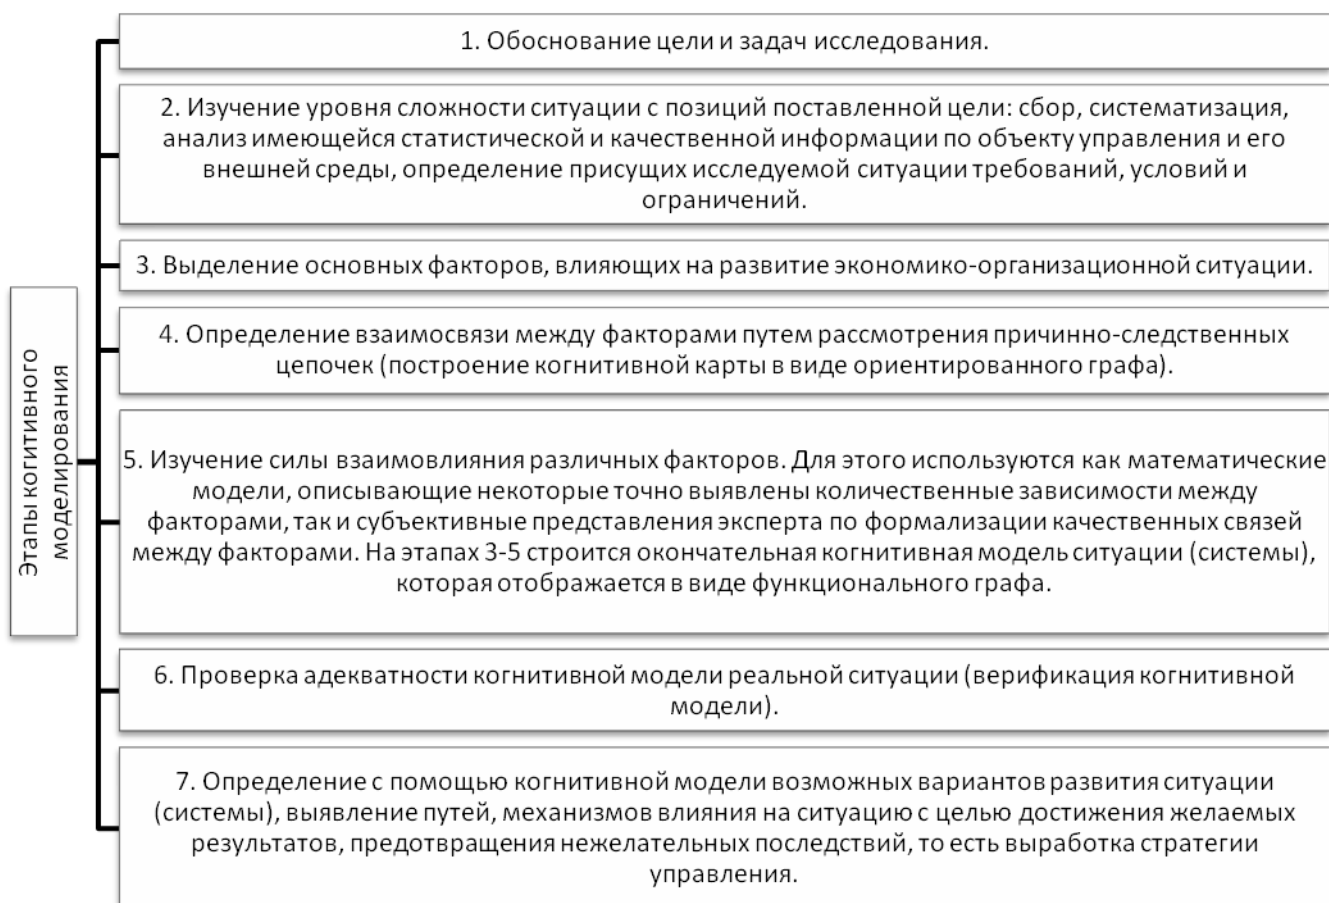 Этапы когитивного
моделирования
1. Обоснование цели и задач исследования.
2. Изучение уровня сложности ситуации с позиций поставленной цели: сбор, систематизация,
анализ имеющейся статистической и качественной информации по объекту управления и его
внешней среды, определение присущих исследуемой ситуации требований, условий и
ограничений.
3. Выделение основных факторов, влияющих на развитие экономико-организационной ситуации.
4. Определение взаимосвязи между факторами путем рассмотрения причинно-следственных
цепочек (построение когнитивной карты в виде ориентированного графа).
5. Изучение силы взаимовлияния различных факторов. Для этого используются как математические
модели, описывающие некоторые точно выявлены количественные зависимости между
факторами, так и субъективные представления эксперта по формализации качественных связей
между факторами. На этапах 3-5 строится окончательная когнитивная модель ситуации (системы),
которая отображается в виде функционального графа.
6. Проверка адекватности когнитивной модели реальной ситуации (верификация когнитивной
модели).
7. Определение с помощью когнитивной модели возможных вариантов развития ситуации
(системы), выявление путей, механизмов влияния на ситуацию с целью достижения желаемых
результатов, предотвращения нежелательных последствий, то есть выработка стратегии
управления.